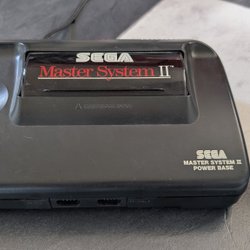 SEGA
Master System II
SEGA
MASTER SYSTEM II
POWER BASE